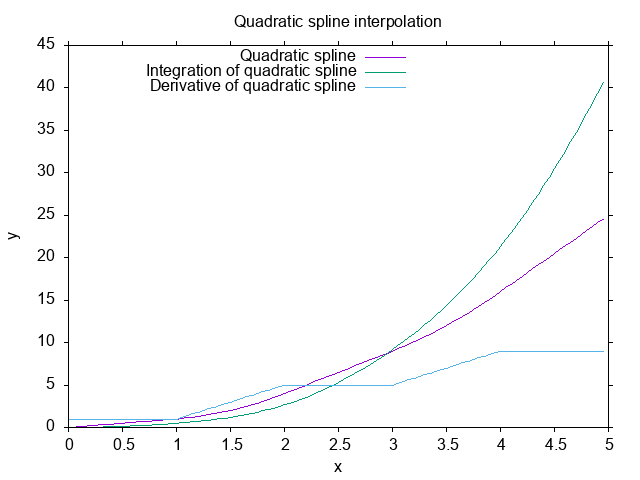 Quadratic spline interpolation
45
40
35
30
25
20
15
10
5
0
y
Quadratic spline
Integration of quadratic spline
Derivative of quadratic spline
0 0.5 1 1.5 2 2.5 3 3.5 4 4.5 5
x